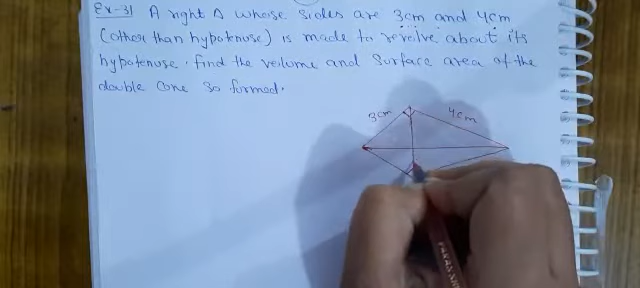 Ex-31 A right Δ whose sides are 3cm and 4cm
(other than hypotenuse) is made to revolve about its
hypotenuse. find the volume and Surface area of the
double Cone So formed.
3cm 4cm